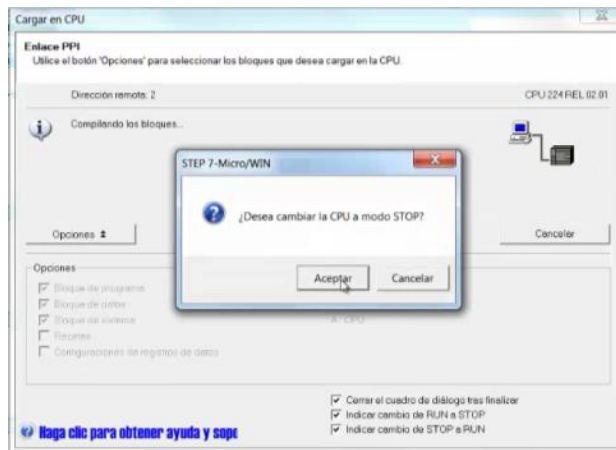 Cargar en CPU
Enlace PPI
Utilice el botón 'Opciones' para seleccionar los bloques que desea cargar en la CPU.
Dirección remota: 2 CPU 224 REL 02.01
Compilando los bloques...
STEP 7-Micro/WIN
¿Desea cambiar la CPU a modo STOP?
Opciones Cancelar
Aceptar Cancelar
Opciones
Bloque de programa
Bloque de datos
Bloque de sistema A: CPU
Recetas
Configuraciones de registros de datos
Cerrar el cuadro de diálogo tras finalizar
Indicar cambio de RUN a STOP
Haga clic para obtener ayuda y sopo
Indicar cambio de STOP a RUN